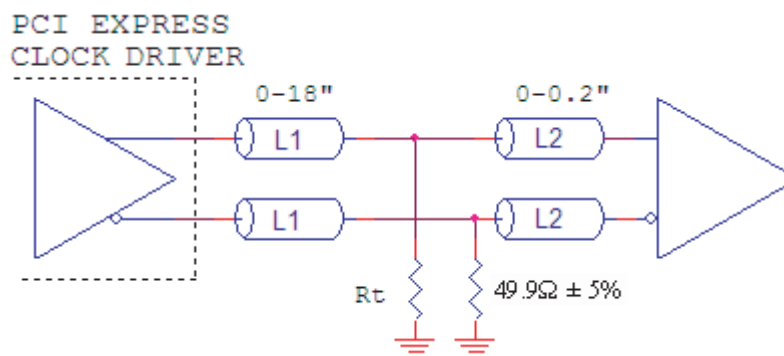 PCI EXPRESS
CLOCK DRIVER
0-18" 0-0.2"
L1 L2
L1 L2
Rt 49.9Ω ± 5%